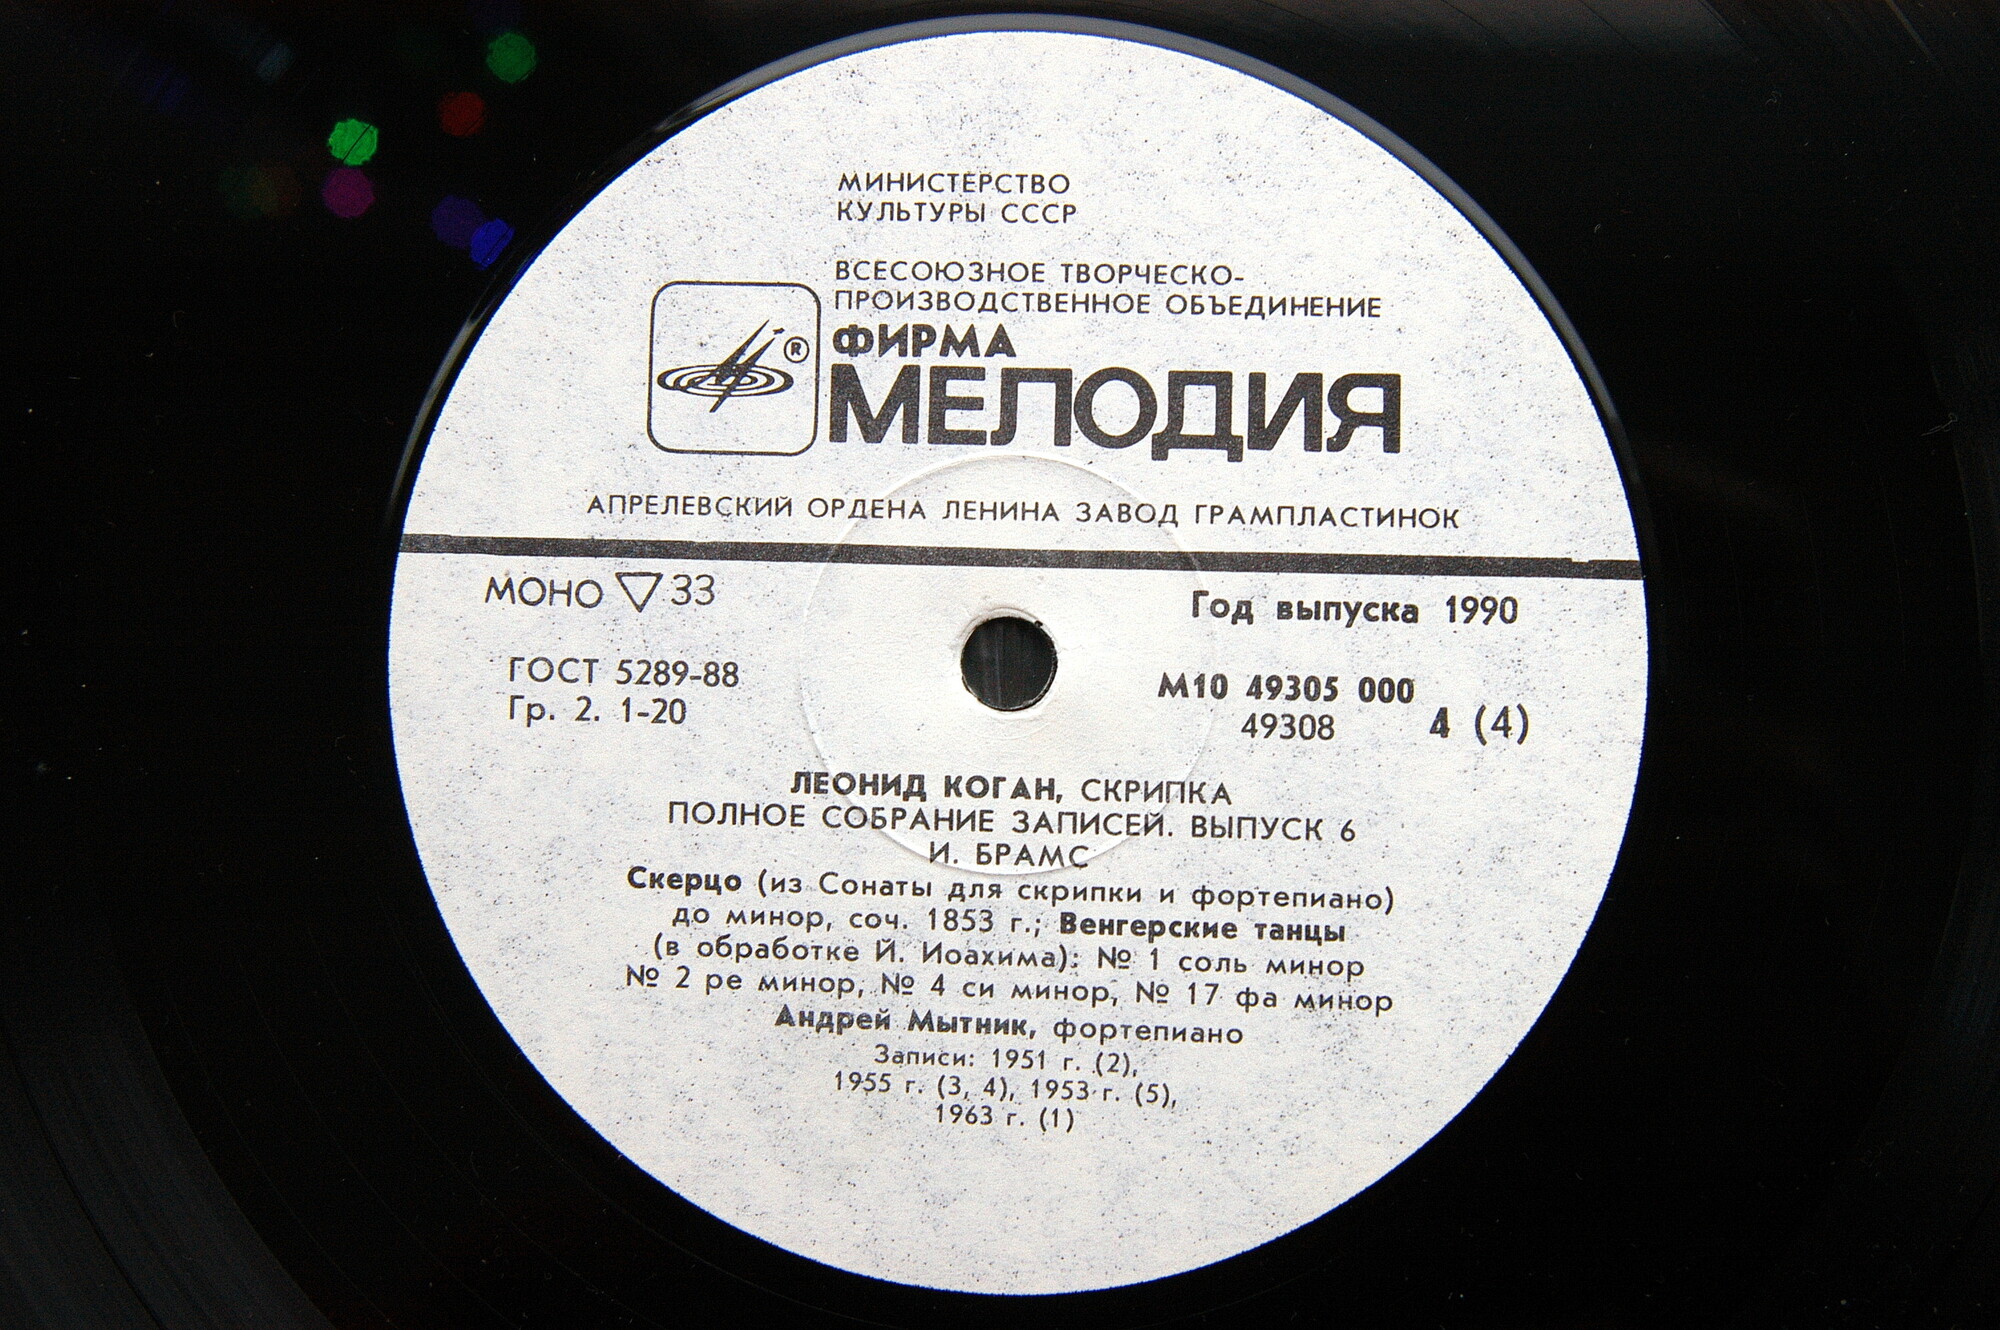 МИНИСТЕРСТВО
КУЛЬТУРЫ СССР
ВСЕСОЮЗНОЕ ТВОРЧЕСКО-
ПРОИЗВОДСТВЕННОЕ ОБЪЕДИНЕНИЕ
® ФИРМА
МЕЛОДИЯ
АПРЕЛЕВСКИЙ ОРДЕНА ЛЕНИНА ЗАВОД ГРАМПЛАСТИНОК
МОНО ▽ 33
Год выпуска 1990
ГОСТ 5289-88
Гр. 2. 1-20
М10 49305 000
49308 4 (4)
ЛЕОНИД КОГАН, СКРИПКА
ПОЛНОЕ СОБРАНИЕ ЗАПИСЕЙ. ВЫПУСК 6
И. БРАМС
Скерцо (из Сонаты для скрипки и фортепиано)
до минор, соч. 1853 г.; Венгерские танцы
(в обработке Й. Иоахима): № 1 соль минор
№ 2 ре минор, № 4 си минор, № 17 фа минор
Андрей Мытник, фортепиано
Записи: 1951 г. (2),
1955 г. (3, 4), 1953 г. (5),
1963 г. (1)